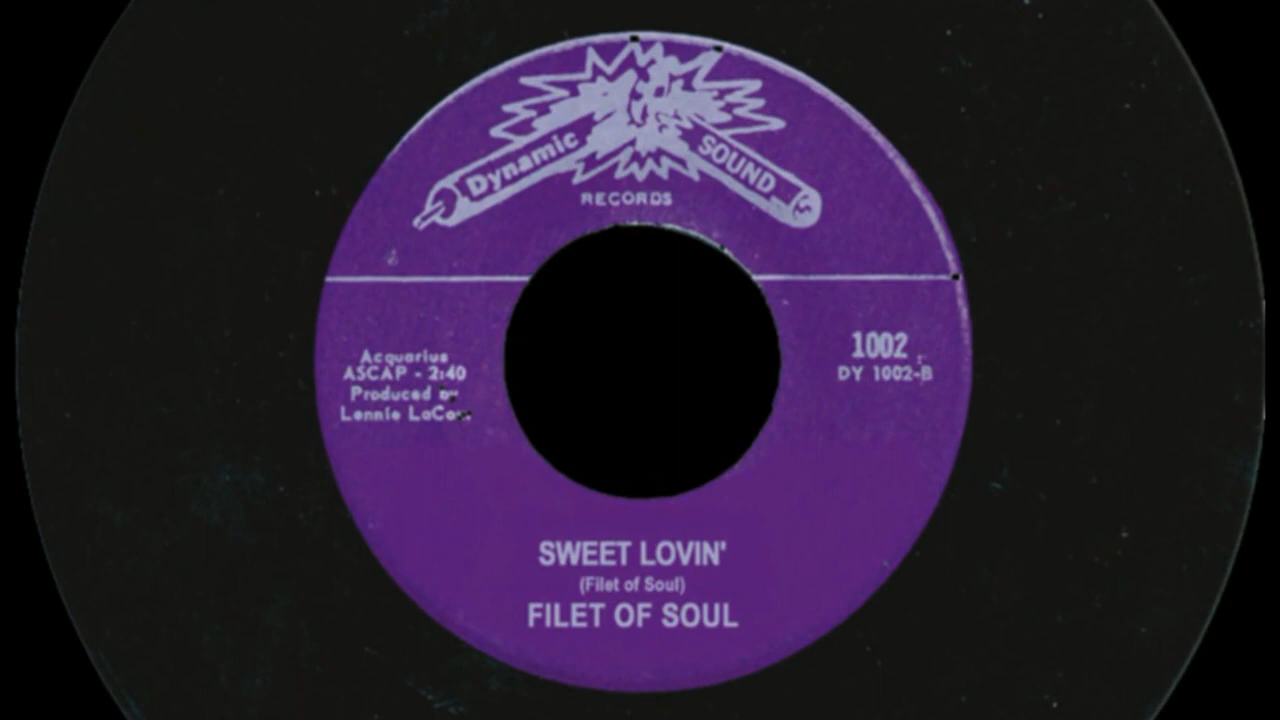 Dynamic SOUND
RECORDS
Acquarius
ASCAP - 2:40
Produced by
Lennie
1002
DY 1002-B
SWEET LOVIN'
(Filet of Soul)
FILET OF SOUL